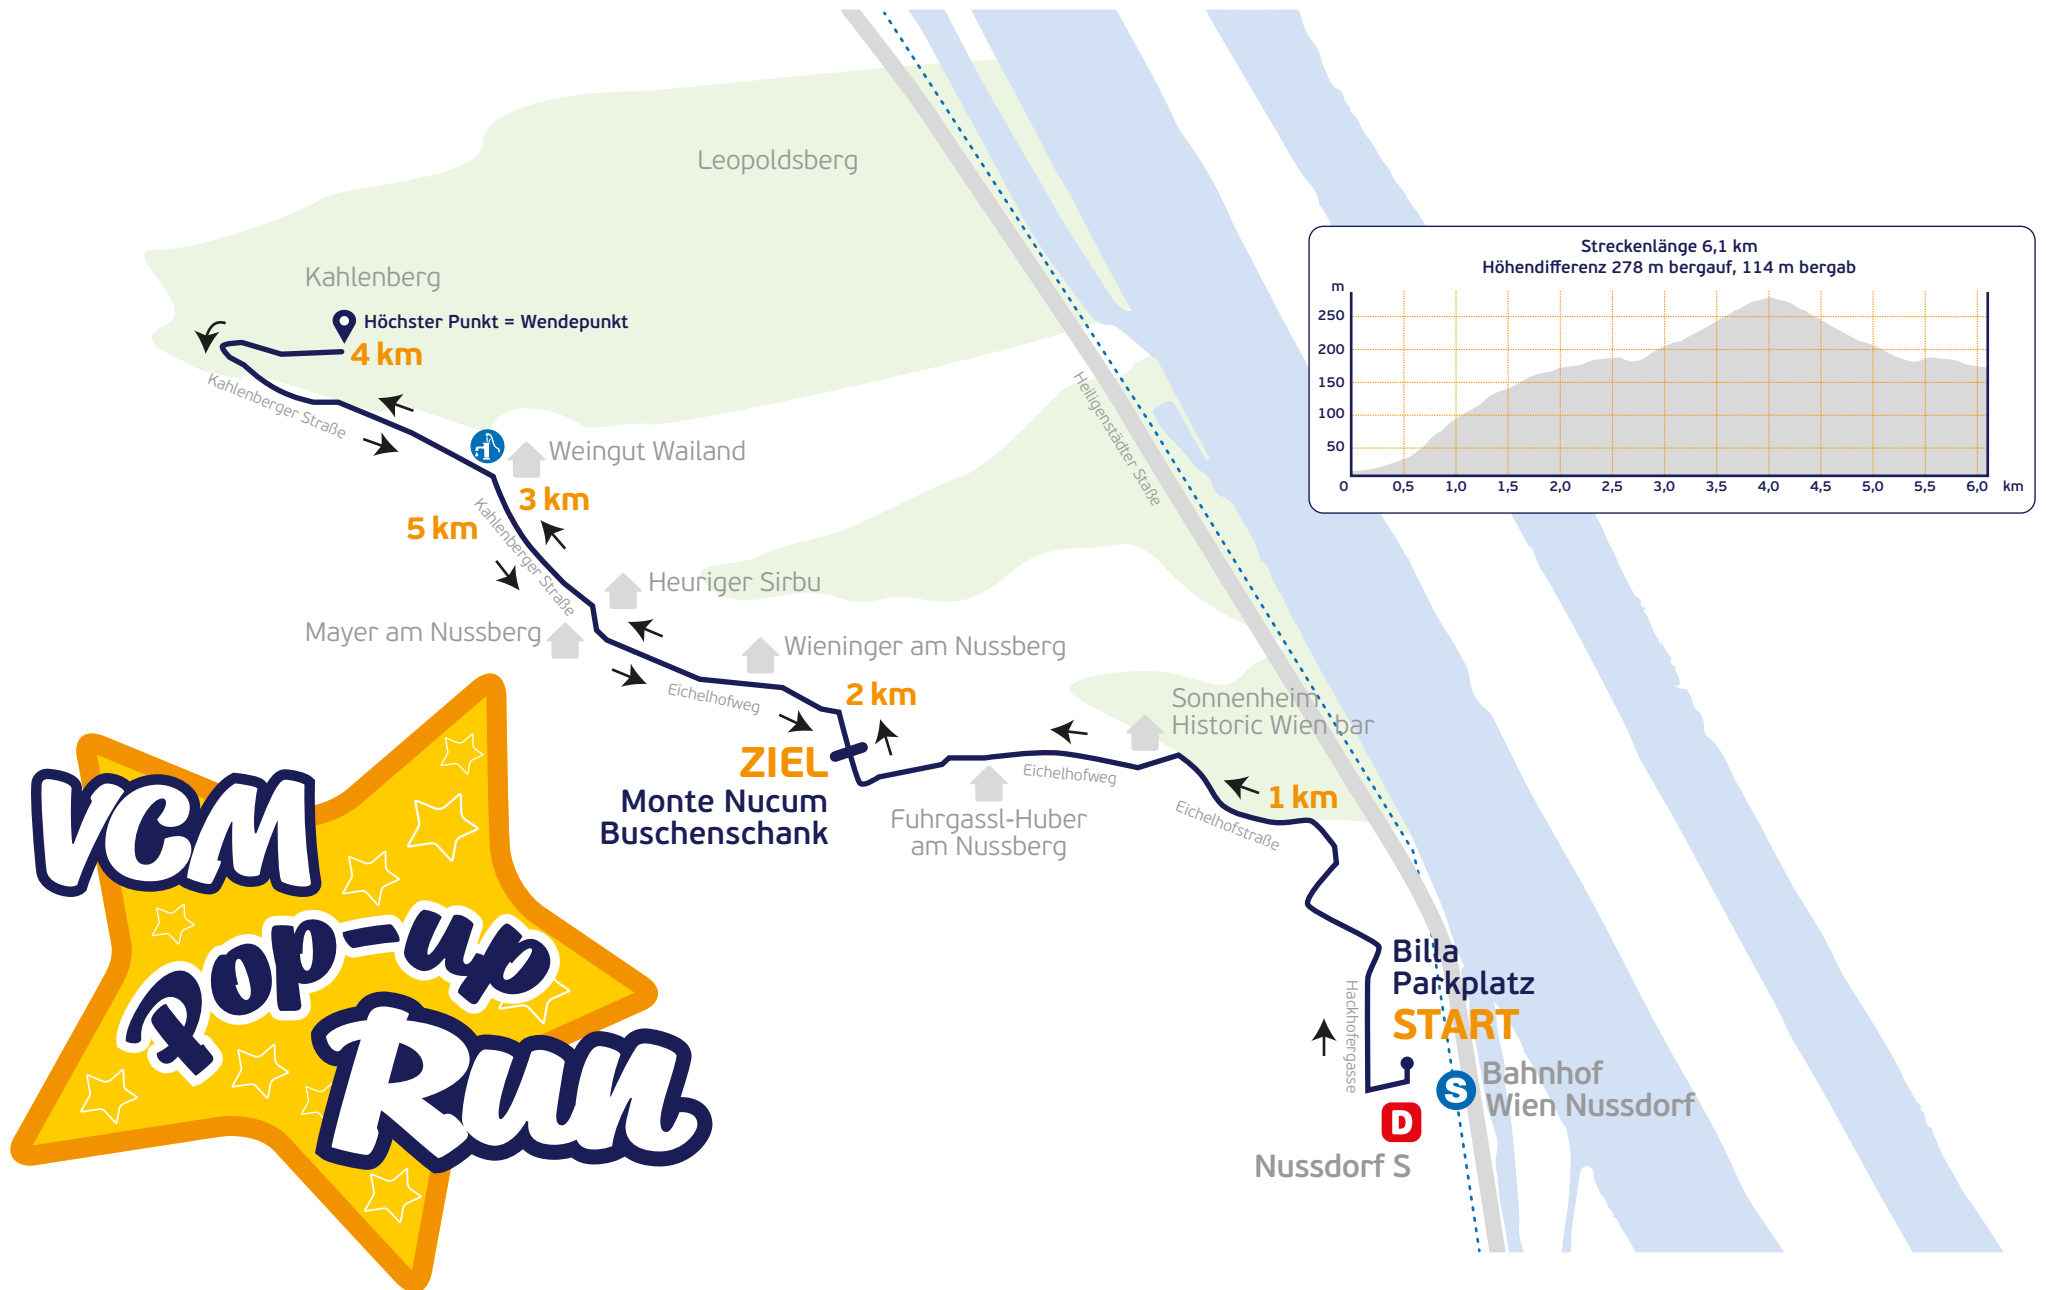 Leopoldsberg
Kahlenberg
Höchster Punkt = Wendepunkt
4 km
Kahlenberger Straße
Weingut Wailand
3 km
5 km
Kahlenberger Straße
Heuriger Sirbu
Mayer am Nussberg
Wieninger am Nussberg
Eichelhofweg
2 km
ZIEL
Monte Nucum
Buschenschank
Fuhrgassl-Huber
am Nussberg
Eichelhofweg
Sonnenheim
Historic Wien bar
1 km
Eichelhofstraße
Heiligenstädter Staße
Billa
Parkplatz
START
Hackhofergasse
S
Bahnhof
Wien Nussdorf
D
Nussdorf S
Streckenlänge 6,1 km
Höhendifferenz 278 m bergauf, 114 m bergab
m
250
200
150
100
50
0 0,5 1,0 1,5 2,0 2,5 3,0 3,5 4,0 4,5 5,0 5,5 6,0 km
VCM
Pop-up
Run